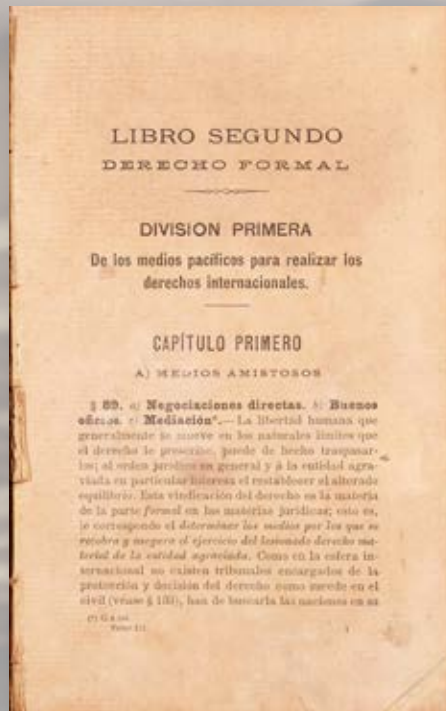 LIBRO SEGUNDO
DERECHO FORMAL
DIVISION PRIMERA
De los medios pacíficos para realizar los
derechos internacionales.
CAPÍTULO PRIMERO
A) MEDIOS AMISTOSOS
§ 89. a) Negociaciones directas. b) Buenos
oficios. c) Mediación*.—La libertad humana que
generalmente se mueve en los naturales límites que
el derecho le prescribe, puede de hecho traspasar-
los; al orden jurídico en general y á la entidad agra-
viada en particular interesa el restablecer el alterado
equilibrio. Esta vindicación del derecho es la materia
de la parte formal en las materias jurídicas; esto es,
le corresponde el determinar los medios por los que se
recobra y asegura el ejercicio del lesionado derecho ma-
terial de la entidad agraciada. Como en la esfera in-
ternacional no existen tribunales encargados de la
protección y decisión del derecho como sucede en el
civil (véase § 103), han de buscarla las naciones en su
Tomo III.
1